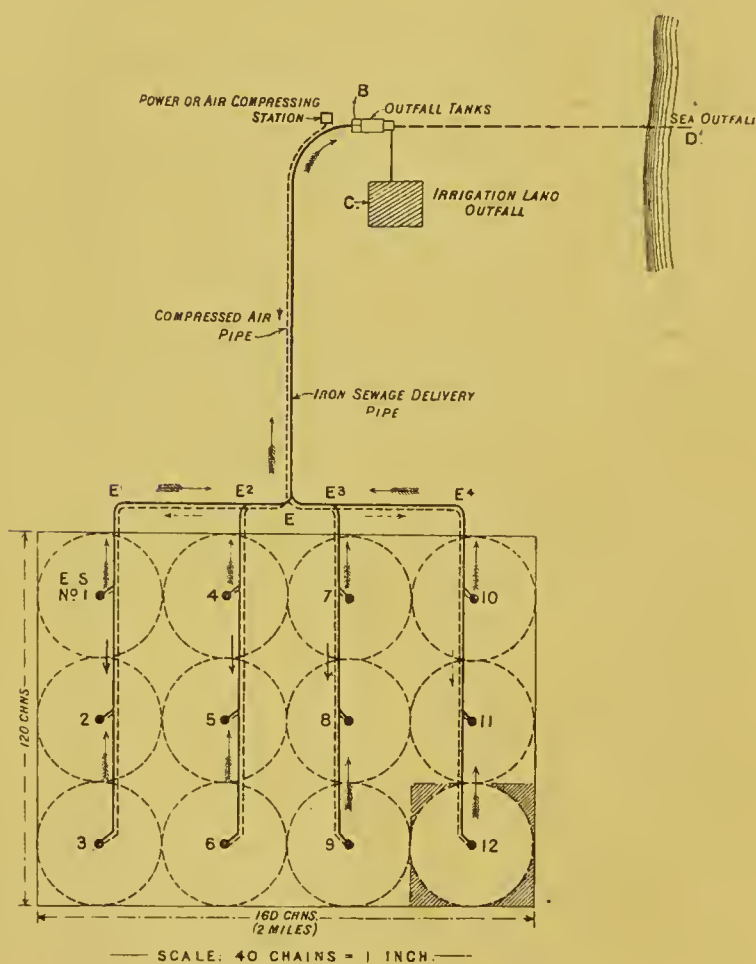 B
POWER OR AIR COMPRESSING
STATION
OUTFALL TANKS
SEA OUTFALL
D.
C.
IRRIGATION LAND
OUTFALL
COMPRESSED AIR
PIPE
IRON SEWAGE DELIVERY
PIPE
E1 E2 E3 E4
E
E S
No. 1 4 7 10
2 5 8 11
3 6 9 12
120 CHNS.
160 CHNS.
(2 MILES)
SCALE: 40 CHAINS = 1 INCH.